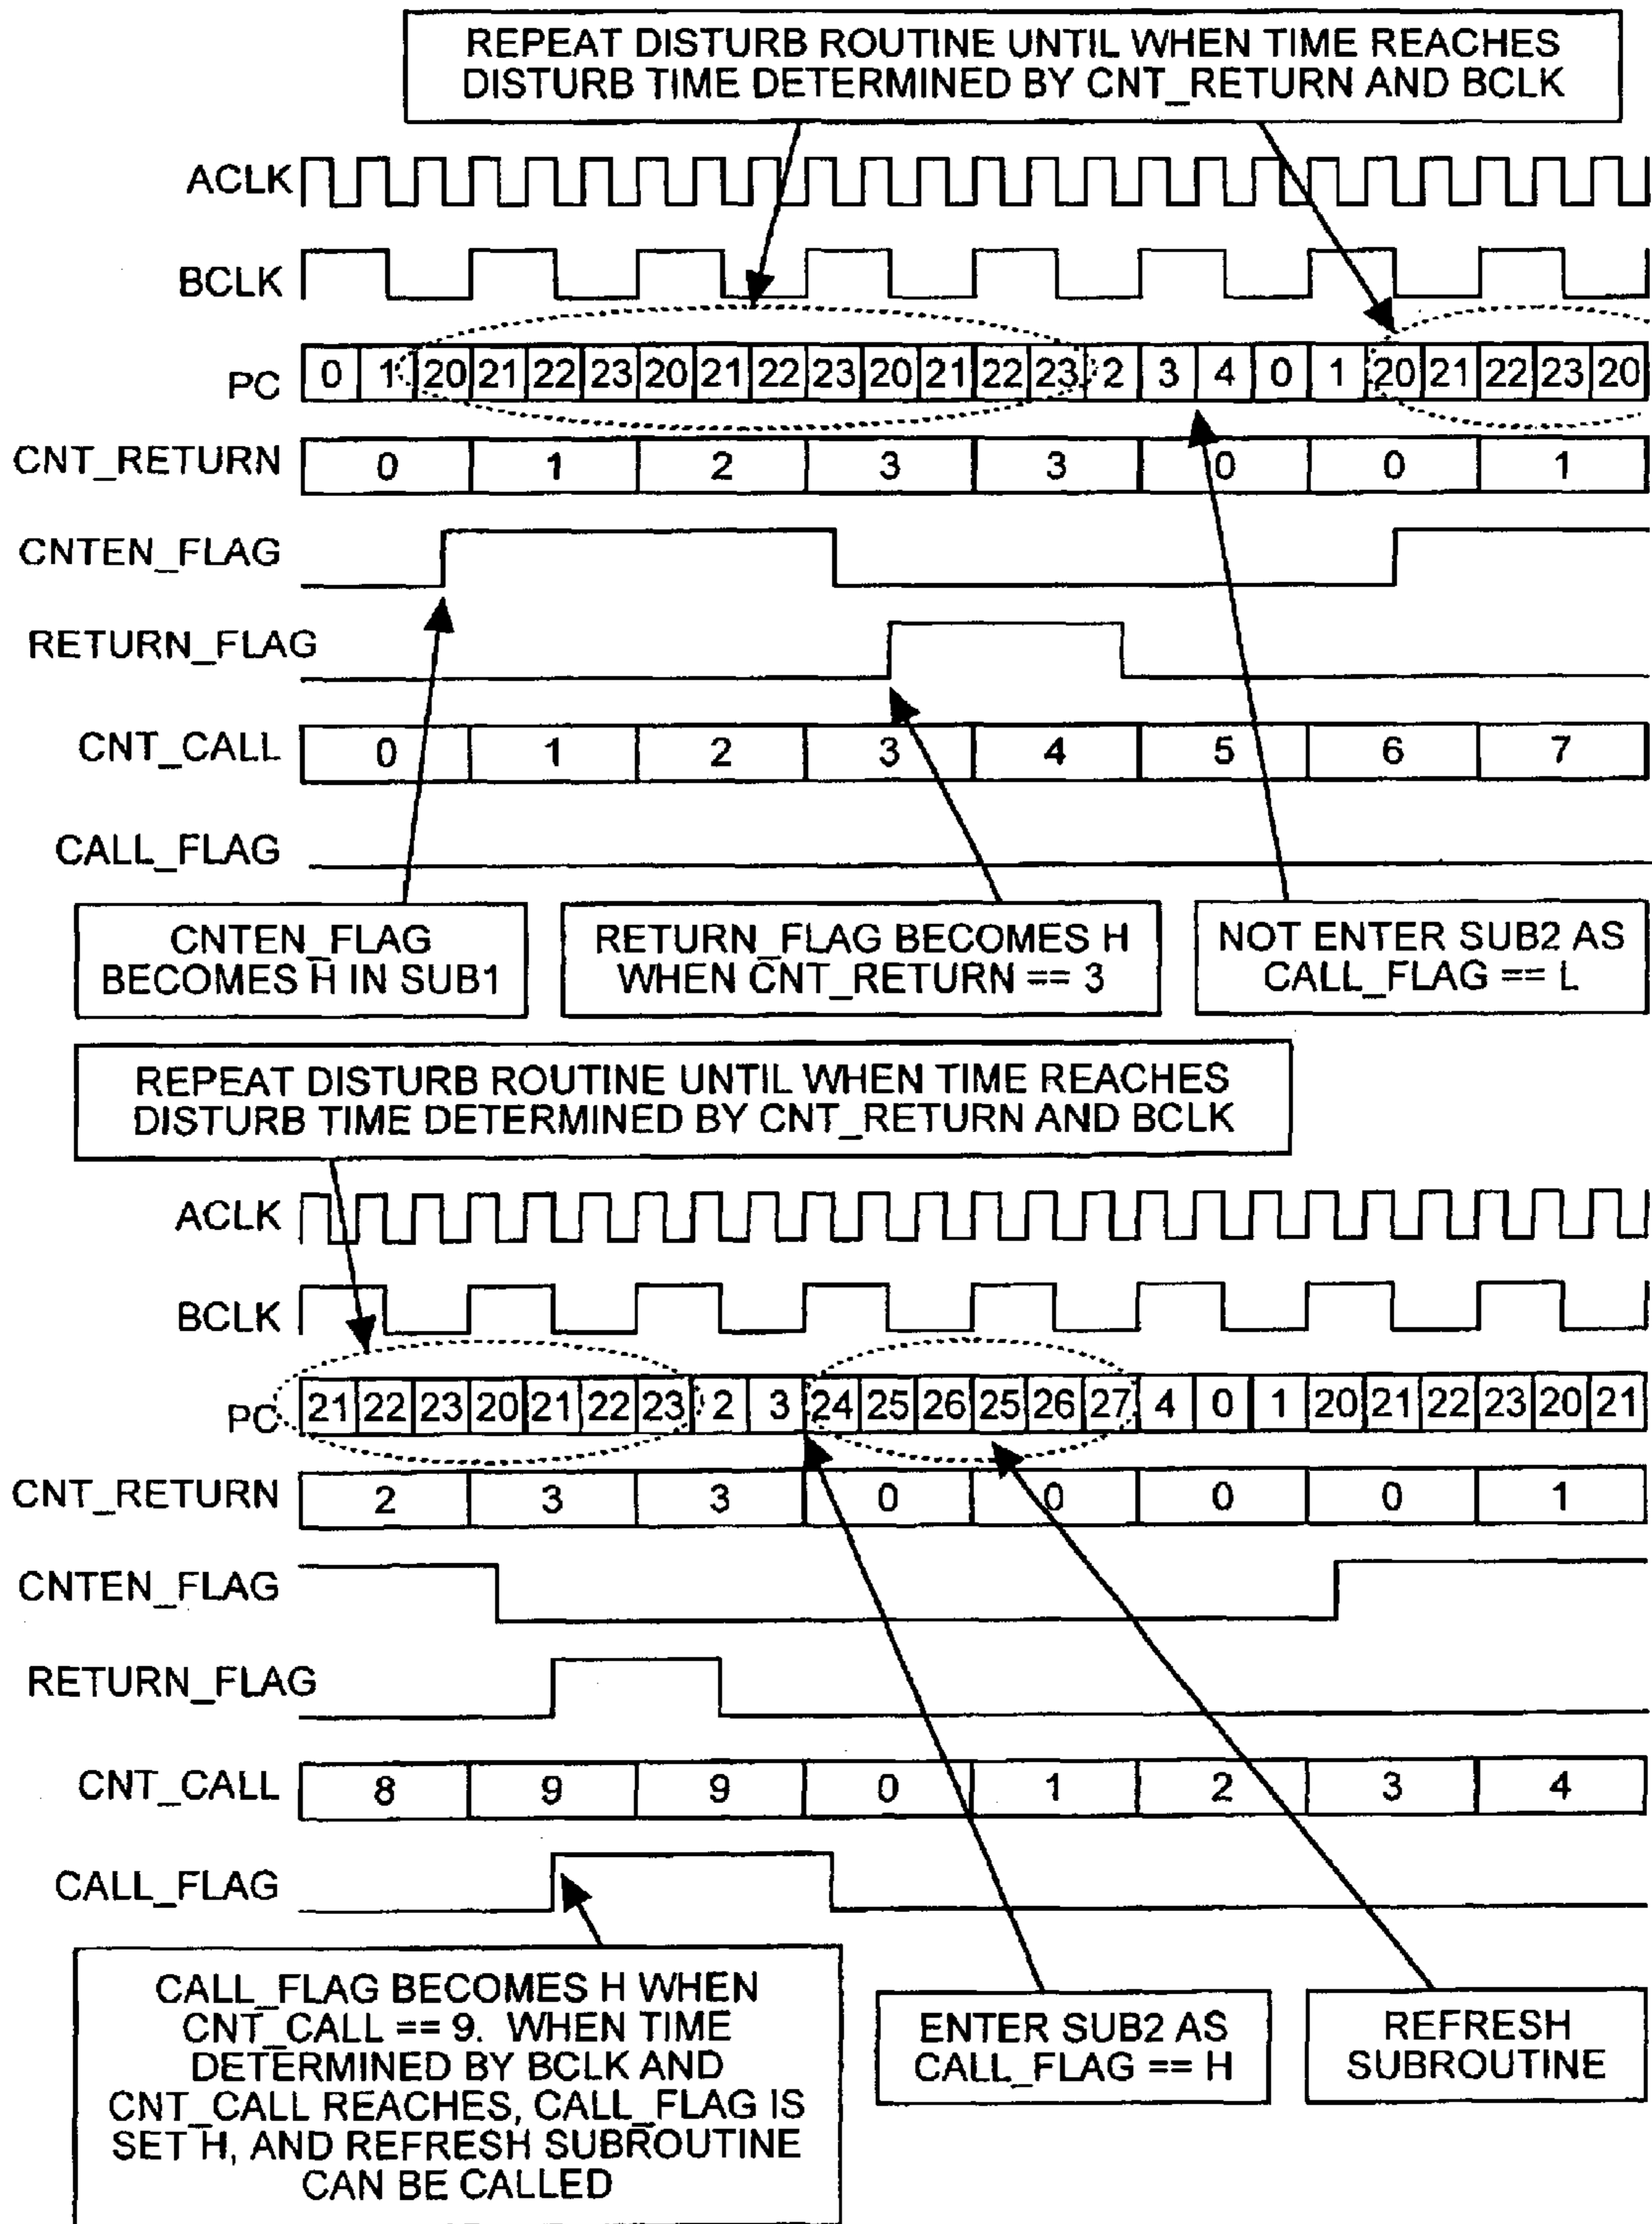 REPEAT DISTURB ROUTINE UNTIL WHEN TIME REACHES
DISTURB TIME DETERMINED BY CNT_RETURN AND BCLK
ACLK
BCLK
PC 0 1 20 21 22 23 20 21 22 23 20 21 22 23 2 3 4 0 1 20 21 22 23 20
CNT_RETURN 0 1 2 3 3 0 0 1
CNTEN_FLAG
RETURN_FLAG
CNT_CALL 0 1 2 3 4 5 6 7
CALL_FLAG
CNTEN_FLAG
BECOMES H IN SUB1
RETURN_FLAG BECOMES H
WHEN CNT_RETURN == 3
NOT ENTER SUB2 AS
CALL_FLAG == L
REPEAT DISTURB ROUTINE UNTIL WHEN TIME REACHES
DISTURB TIME DETERMINED BY CNT_RETURN AND BCLK
ACLK
BCLK
PC 21 22 23 20 21 22 23 2 3 24 25 26 25 26 27 4 0 1 20 21 22 23 20 21
CNT_RETURN 2 3 3 0 0 0 0 1
CNTEN_FLAG
RETURN_FLAG
CNT_CALL 8 9 9 0 1 2 3 4
CALL_FLAG
CALL_FLAG BECOMES H WHEN
CNT_CALL == 9. WHEN TIME
DETERMINED BY BCLK AND
CNT_CALL REACHES, CALL_FLAG IS
SET H, AND REFRESH SUBROUTINE
CAN BE CALLED
ENTER SUB2 AS
CALL_FLAG == H
REFRESH
SUBROUTINE